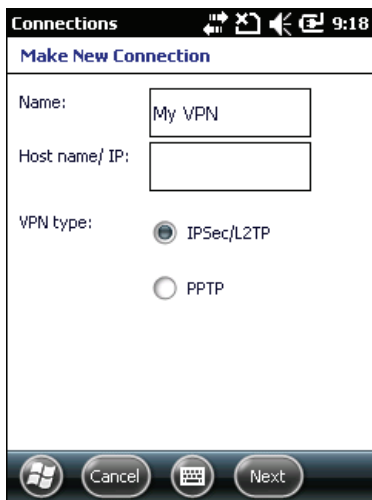 Connections 9:18
Make New Connection
Name:
My VPN
Host name/ IP:
VPN type:
IPSec/L2TP
PPTP
Cancel Next